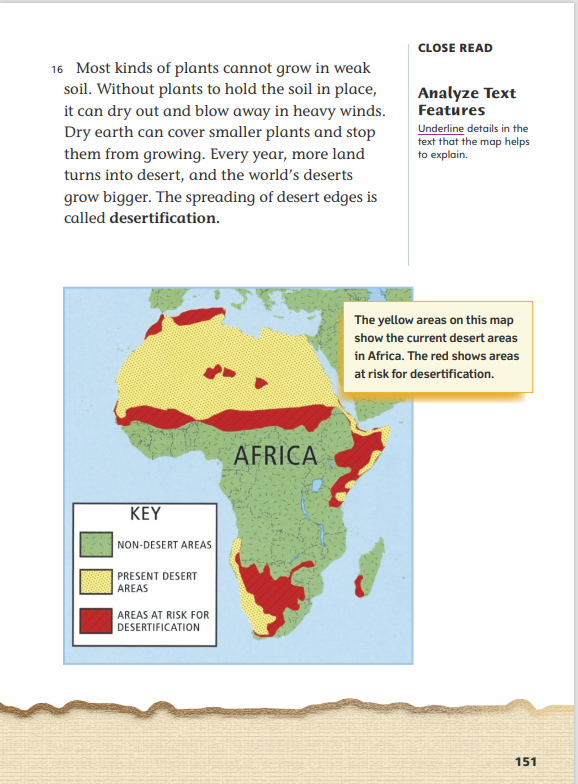 16 Most kinds of plants cannot grow in weak
soil. Without plants to hold the soil in place,
it can dry out and blow away in heavy winds.
Dry earth can cover smaller plants and stop
them from growing. Every year, more land
turns into desert, and the world's deserts
grow bigger. The spreading of desert edges is
called desertification.
CLOSE READ
Analyze Text
Features
Underline details in the
text that the map helps
to explain.
The yellow areas on this map
show the current desert areas
in Africa. The red shows areas
at risk for desertification.
AFRICA
KEY
NON-DESERT AREAS
PRESENT DESERT
AREAS
AREAS AT RISK FOR
DESERTIFICATION
151